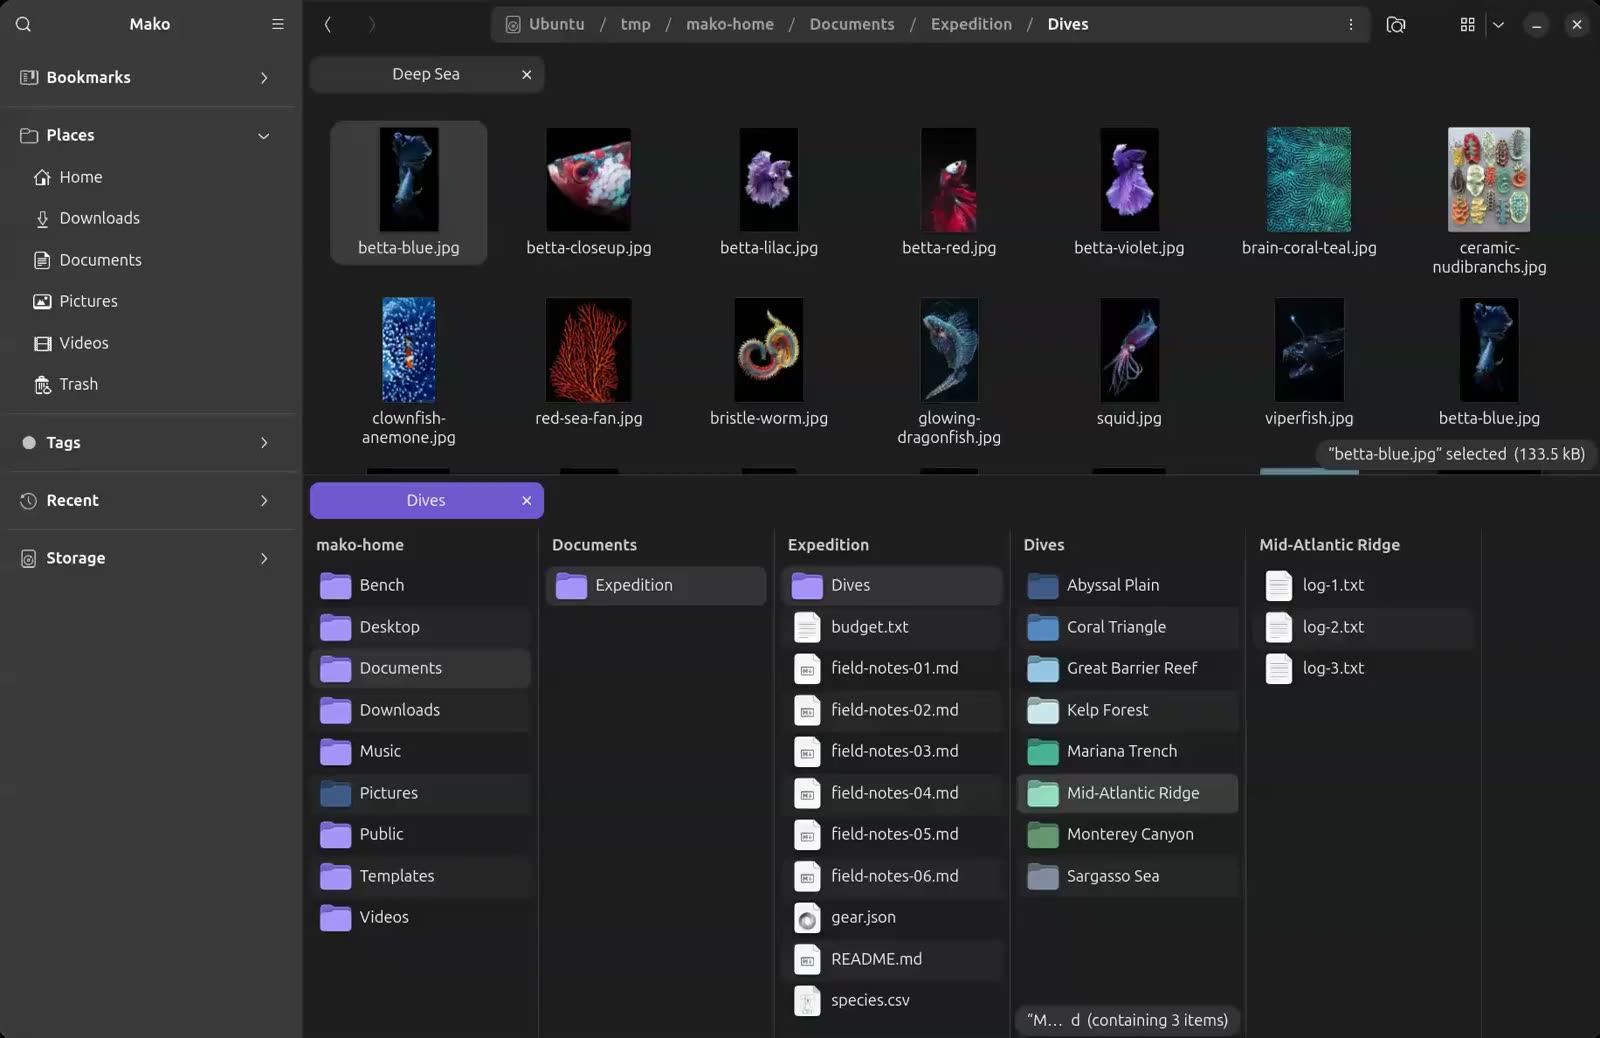 Mako
Ubuntu / tmp / mako-home / Documents / Expedition / Dives
Bookmarks
Places
Home
Downloads
Documents
Pictures
Videos
Trash
Tags
Recent
Storage
Deep Sea
betta-blue.jpg
betta-closeup.jpg
betta-lilac.jpg
betta-red.jpg
betta-violet.jpg
brain-coral-teal.jpg
ceramic-
nudibranchs.jpg
clownfish-
anemone.jpg
red-sea-fan.jpg
bristle-worm.jpg
glowing-
dragonfish.jpg
squid.jpg
viperfish.jpg
betta-blue.jpg
“betta-blue.jpg” selected (133.5 kB)
Dives
mako-home
Bench
Desktop
Documents
Downloads
Music
Pictures
Public
Templates
Videos
Documents
Expedition
Expedition
Dives
budget.txt
field-notes-01.md
field-notes-02.md
field-notes-03.md
field-notes-04.md
field-notes-05.md
field-notes-06.md
gear.json
README.md
species.csv
Dives
Abyssal Plain
Coral Triangle
Great Barrier Reef
Kelp Forest
Mariana Trench
Mid-Atlantic Ridge
Monterey Canyon
Sargasso Sea
“M… d (containing 3 items)
Mid-Atlantic Ridge
log-1.txt
log-2.txt
log-3.txt